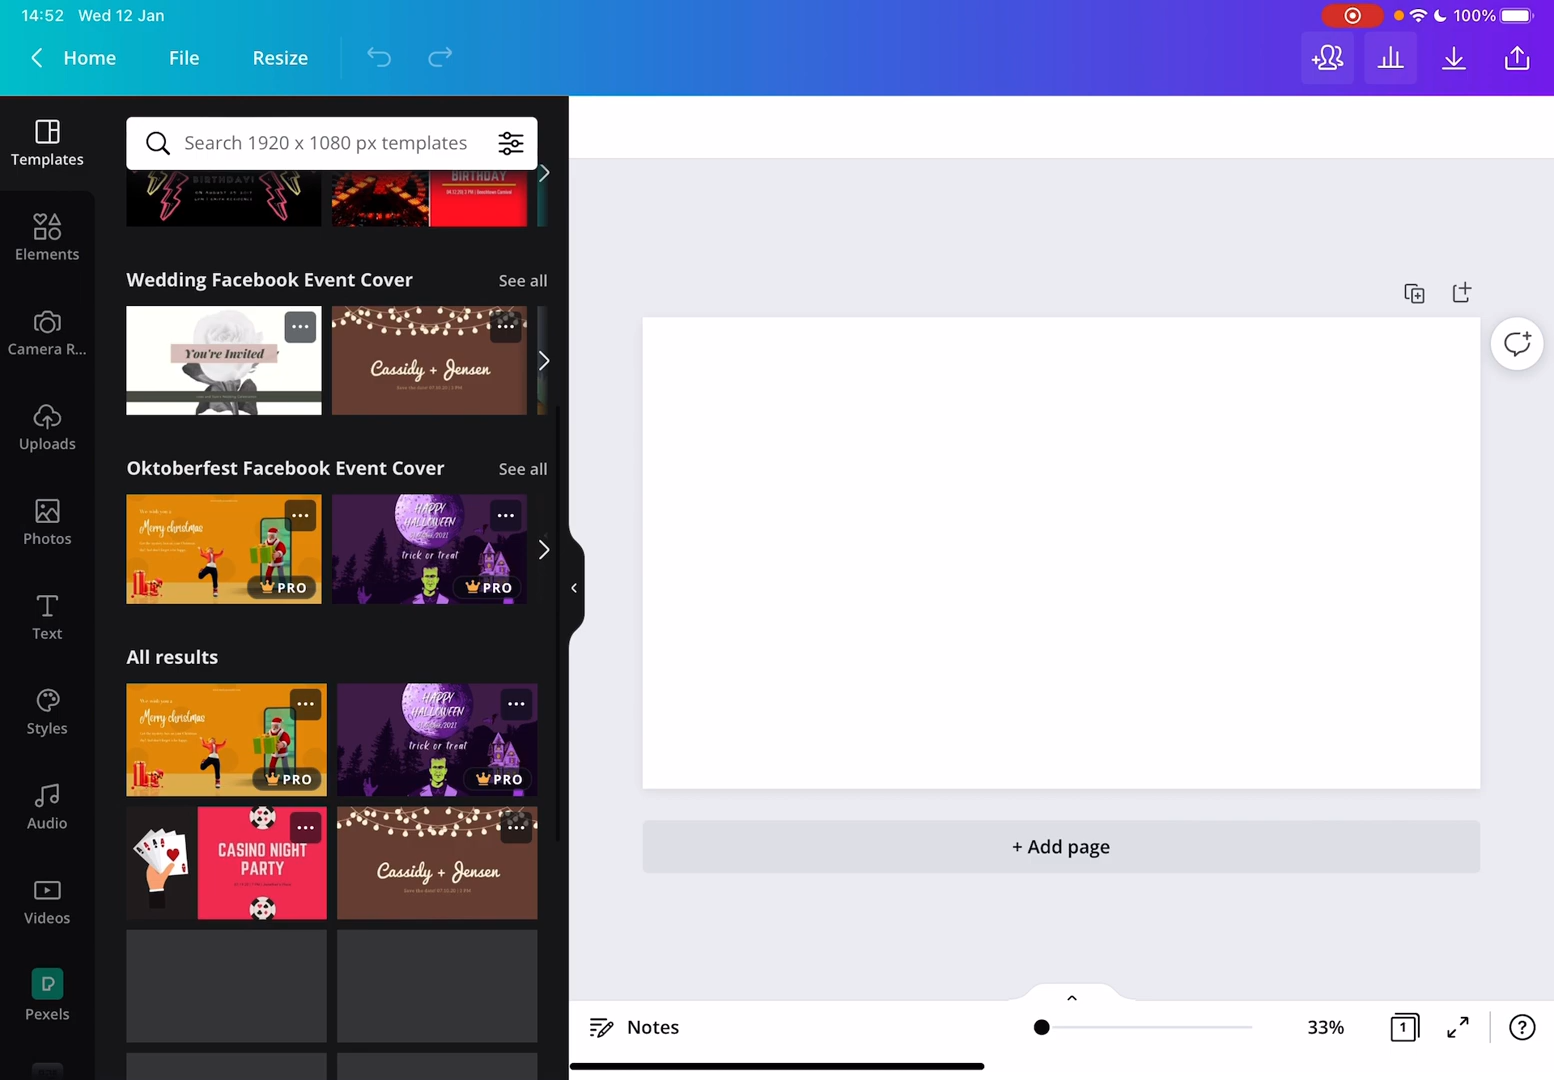 14:52 Wed 12 Jan
100%
Home File Resize
Templates
Elements
Camera R...
Uploads
Photos
Text
Styles
Audio
Videos
Pexels
Search 1920 x 1080 px templates
BIRTHDAY!
BIRTHDAY
Wedding Facebook Event Cover See all
You're Invited
Cassidy + Jensen
Oktoberfest Facebook Event Cover See all
Merry christmas
PRO
HAPPY
HALLOWEEN
trick or treat
PRO
All results
Merry christmas
PRO
HAPPY
HALLOWEEN
trick or treat
PRO
CASINO NIGHT
PARTY
Cassidy + Jensen
+ Add page
Notes
33%
1